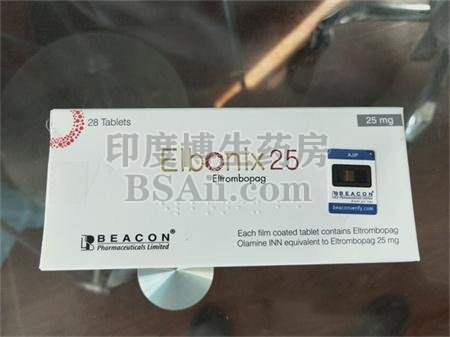 28 Tablets
25 mg
印度博生药房
Elbonix 25
Eltrombopag
BSAii.com
AJIP
BEACON
beaconverify.com
BEACON
Pharmaceuticals Limited
Each film coated tablet contains Eltrombopag
Olamine INN equivalent to Eltrombopag 25 mg